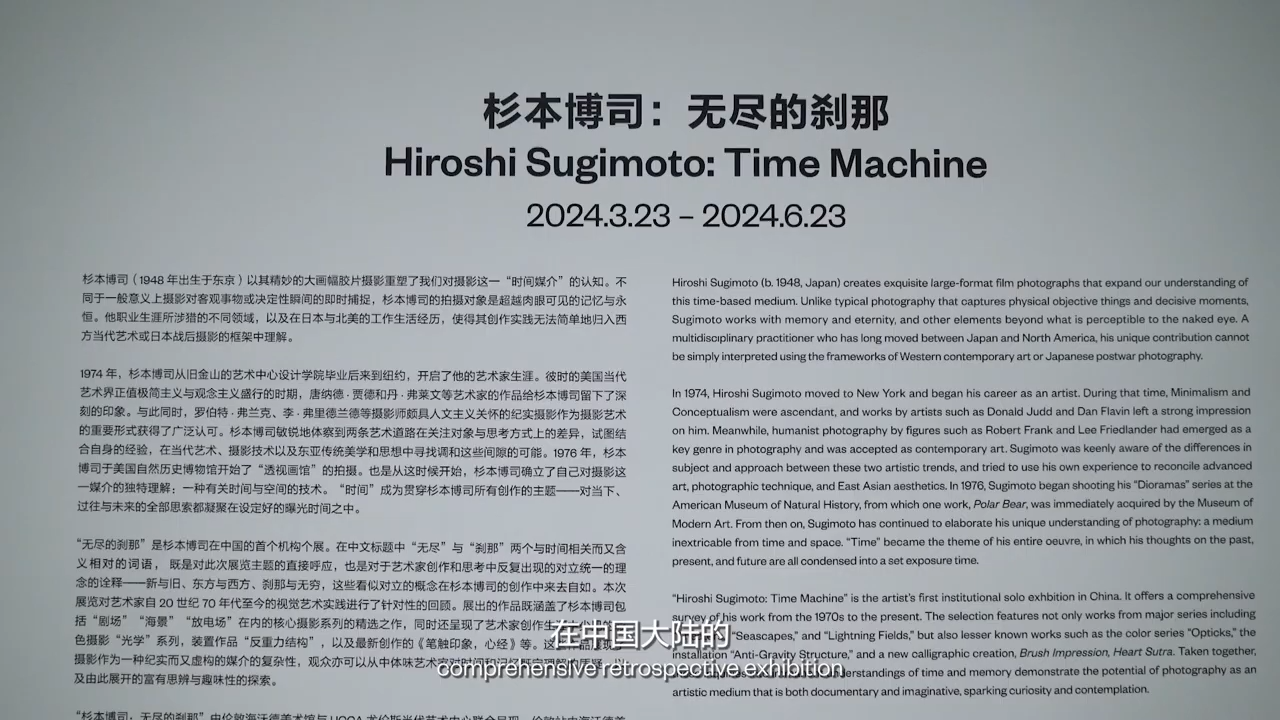 杉本博司：无尽的刹那
Hiroshi Sugimoto: Time Machine
2024.3.23 – 2024.6.23
杉本博司（1948 年出生于东京）以其精妙的大画幅胶片摄影重塑了我们对摄影这一“时间媒介”的认知。不
同于一般意义上摄影对客观事物或决定性瞬间的即时捕捉，杉本博司的拍摄对象是超越肉眼可见的记忆与永
恒。他职业生涯所涉猎的不同领域，以及在日本与北美的工作生活经历，使得其创作实践无法简单地归入西
方当代艺术或日本战后摄影的框架中理解。
1974 年，杉本博司从旧金山的艺术中心设计学院毕业后来到纽约，开启了他的艺术家生涯。彼时的美国当代
艺术界正值极简主义与观念主义盛行的时期，唐纳德·贾德和丹·弗莱文等艺术家的作品给杉本博司留下了深
刻的印象。与此同时，罗伯特·弗兰克、李·弗里德兰德等摄影师颇具人文主义关怀的纪实摄影作为摄影艺术
的重要形式获得了广泛认可。杉本博司敏锐地体察到两条艺术道路在关注对象与思考方式上的差异，试图结
合自身的经验，在当代艺术、摄影技术以及东亚传统美学和思想中寻找调和这些间隙的可能。1976 年，杉本
博司于美国自然历史博物馆开始了“透视画馆”的拍摄。也是从这时候开始，杉本博司确立了自己对摄影这
一媒介的独特理解：一种有关时间与空间的技术。“时间”成为贯穿杉本博司所有创作的主题——对当下、
过往与未来的全部思索都凝聚在设定好的曝光时间之中。
“无尽的刹那”是杉本博司在中国的首个机构个展。在中文标题中“无尽”与“刹那”两个与时间相关而又含
义相对的词语，既是对此次展览主题的直接呼应，也是对于艺术家创作和思考中反复出现的对立统一的理
念的诠释——新与旧、东方与西方、刹那与无穷，这些看似对立的概念在杉本博司的创作中来去自如。本次
展览对艺术家自 20 世纪 70 年代至今的视觉艺术实践进行了针对性的回顾。展出的作品既涵盖了杉本博司包
括“剧场”“海景”“放电场”在内的核心摄影系列的精选之作，同时还呈现了艺术家创作生
色摄影“光学”系列，装置作品“反重力结构”，以及最新创作的《笔触印象，心经》等。这
摄影作为一种纪实而又虚构的媒介的复杂性，观众亦可以从中体味艺术家对时间和
及由此展开的富有思辨与趣味性的探索。
Hiroshi Sugimoto (b. 1948, Japan) creates exquisite large-format film photographs that expand our understanding of
this time-based medium. Unlike typical photography that captures physical objective things and decisive moments,
Sugimoto works with memory and eternity, and other elements beyond what is perceptible to the naked eye. A
multidisciplinary practitioner who has long moved between Japan and North America, his unique contribution cannot
be simply interpreted using the frameworks of Western contemporary art or Japanese postwar photography.
In 1974, Hiroshi Sugimoto moved to New York and began his career as an artist. During that time, Minimalism and
Conceptualism were ascendant, and works by artists such as Donald Judd and Dan Flavin left a strong impression
on him. Meanwhile, humanist photography by figures such as Robert Frank and Lee Friedlander had emerged as a
key genre in photography and was accepted as contemporary art. Sugimoto was keenly aware of the differences in
subject and approach between these two artistic trends, and tried to use his own experience to reconcile advanced
art, photographic technique, and East Asian aesthetics. In 1976, Sugimoto began shooting his “Dioramas” series at the
American Museum of Natural History, from which one work, Polar Bear, was immediately acquired by the Museum of
Modern Art. From then on, Sugimoto has continued to elaborate his unique understanding of photography: a medium
inextricable from time and space. “Time” became the theme of his entire oeuvre, in which his thoughts on the past,
present, and future are all condensed into a set exposure time.
“Hiroshi Sugimoto: Time Machine” is the artist’s first institutional solo exhibition in China. It offers a comprehensive
survey of his work from the 1970s to the present. The selection features not only works from major series including
“Seascapes,” and “Lightning Fields,” but also lesser known works such as the color series “Opticks,” the
installation “Anti-Gravity Structure,” and a new calligraphic creation, Brush Impression, Heart Sutra. Taken together,
understandings of time and memory demonstrate the potential of photography as an
artistic medium that is both documentary and imaginative, sparking curiosity and contemplation.
在中国大陆的
comprehensive retrospective exhibition